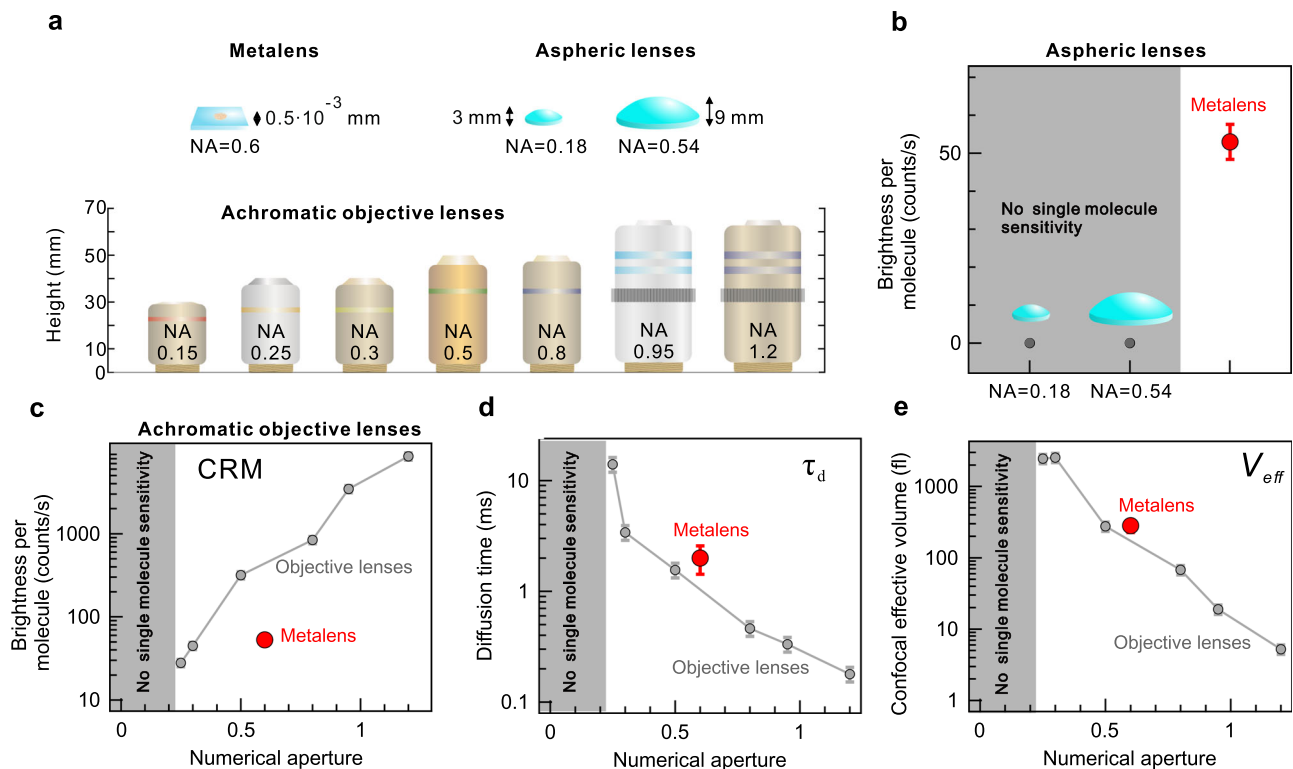 a
Metalens
Aspheric lenses
0.5·10⁻³ mm
3 mm
9 mm
NA=0.6
NA=0.18
NA=0.54
Achromatic objective lenses
Height (mm)
70
50
30
10
0
NA
0.15
NA
0.25
NA
0.3
NA
0.5
NA
0.8
NA
0.95
NA
1.2
b
Aspheric lenses
Brightness per
molecule (counts/s)
50
0
Metalens
No single molecule
sensitivity
NA=0.18
NA=0.54
c
Achromatic objective lenses
Brightness per
molecule (counts/s)
1000
100
10
No single molecule sensitivity
CRM
Objective lenses
Metalens
0
0.5
1
Numerical aperture
d
Diffusion time (ms)
10
1
0.1
No single molecule sensitivity
τd
Metalens
Objective lenses
0
0.5
1
Numerical aperture
e
Confocal effective volume (fl)
1000
100
10
1
No single molecule sensitivity
Veff
Metalens
Objective lenses
0
0.5
1
Numerical aperture